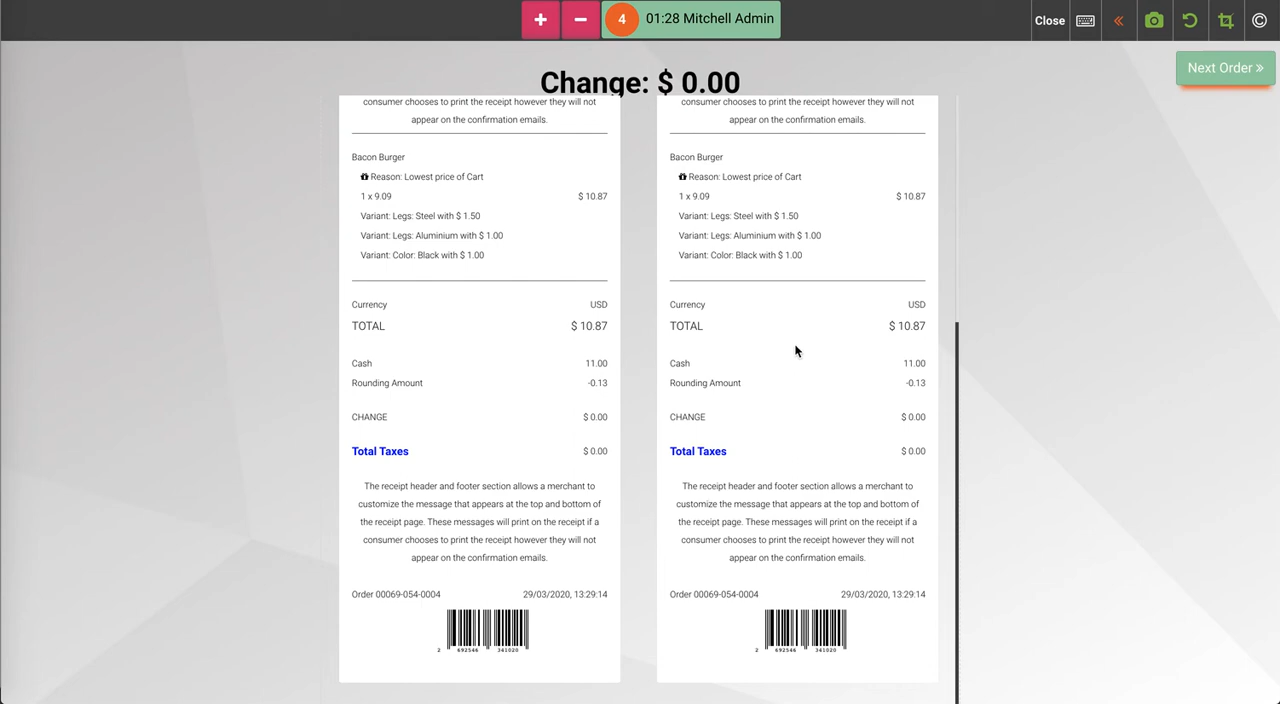 + − 4 01:28 Mitchell Admin Close « ©
Next Order »
Change: $ 0.00
consumer chooses to print the receipt however they will not
appear on the confirmation emails.
Bacon Burger
Reason: Lowest price of Cart
1 x 9.09 $ 10.87
Variant: Legs: Steel with $ 1.50
Variant: Legs: Aluminium with $ 1.00
Variant: Color: Black with $ 1.00
Currency USD
TOTAL $ 10.87
Cash 11.00
Rounding Amount -0.13
CHANGE $ 0.00
Total Taxes $ 0.00
The receipt header and footer section allows a merchant to
customize the message that appears at the top and bottom of
the receipt page. These messages will print on the receipt if a
consumer chooses to print the receipt however they will not
appear on the confirmation emails.
Order 00069-054-0004 29/03/2020, 13:29:14
2 692546 341020
consumer chooses to print the receipt however they will not
appear on the confirmation emails.
Bacon Burger
Reason: Lowest price of Cart
1 x 9.09 $ 10.87
Variant: Legs: Steel with $ 1.50
Variant: Legs: Aluminium with $ 1.00
Variant: Color: Black with $ 1.00
Currency USD
TOTAL $ 10.87
Cash 11.00
Rounding Amount -0.13
CHANGE $ 0.00
Total Taxes $ 0.00
The receipt header and footer section allows a merchant to
customize the message that appears at the top and bottom of
the receipt page. These messages will print on the receipt if a
consumer chooses to print the receipt however they will not
appear on the confirmation emails.
Order 00069-054-0004 29/03/2020, 13:29:14
2 692546 341020